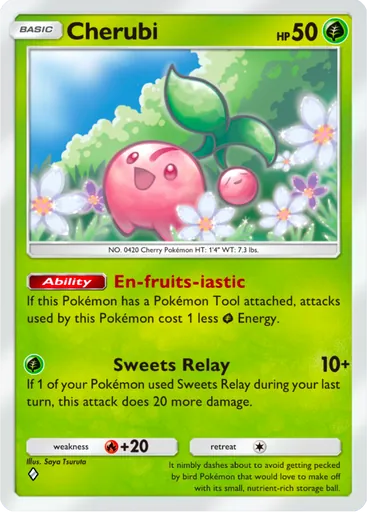 BASIC Cherubi HP 50
NO. 0420 Cherry Pokémon HT: 1'4" WT: 7.3 lbs.
Ability En-fruits-iastic
If this Pokémon has a Pokémon Tool attached, attacks
used by this Pokémon cost 1 less Energy.
Sweets Relay 10+
If 1 of your Pokémon used Sweets Relay during your last
turn, this attack does 20 more damage.
weakness +20 retreat
Illus. Saya Tsuruta
It nimbly dashes about to avoid getting pecked
by bird Pokémon that would love to make off
with its small, nutrient-rich storage ball.